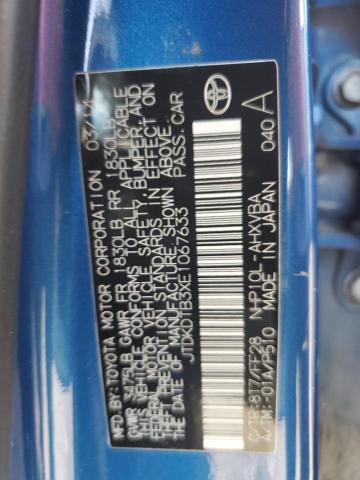 MFD.BY:TOYOTA MOTOR CORPORATION 03/14
GVWR 3475LB GAWR FR 1830LB RR 1830LB
THIS VEHICLE CONFORMS TO ALL APPLICABLE
FEDERAL MOTOR VEHICLE SAFETY, BUMPER, AND
THEFT PREVENTION STANDARDS IN EFFECT ON
THE DATE OF MANUFACTURE SHOWN ABOVE.
JTDKDTB3XE1067633 PASS.CAR
C/TR:8T7/FF28 NHP10L-AHXVBA
A/TM:-01A/P510 MADE IN JAPAN 040 A